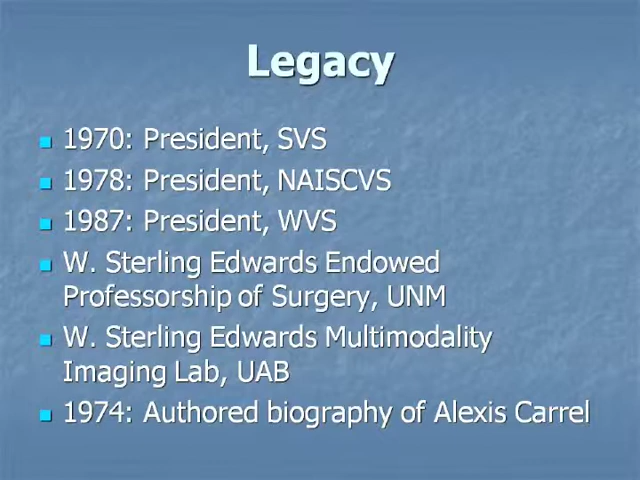 Legacy
1970: President, SVS
1978: President, NAISCVS
1987: President, WVS
W. Sterling Edwards Endowed
Professorship of Surgery, UNM
W. Sterling Edwards Multimodality
Imaging Lab, UAB
1974: Authored biography of Alexis Carrel